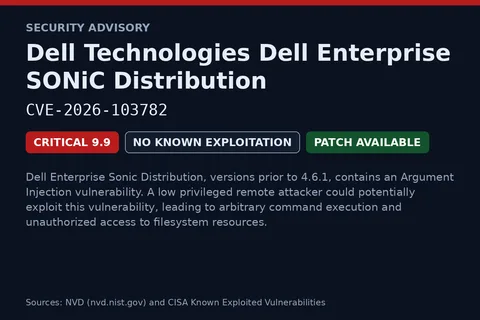 SECURITY ADVISORY
Dell Technologies Dell Enterprise
SONiC Distribution
CVE-2026-103782
CRITICAL 9.9 NO KNOWN EXPLOITATION PATCH AVAILABLE
Dell Enterprise Sonic Distribution, versions prior to 4.6.1, contains an Argument
Injection vulnerability. A low privileged remote attacker could potentially
exploit this vulnerability, leading to arbitrary command execution and
unauthorized access to filesystem resources.
Sources: NVD (nvd.nist.gov) and CISA Known Exploited Vulnerabilities